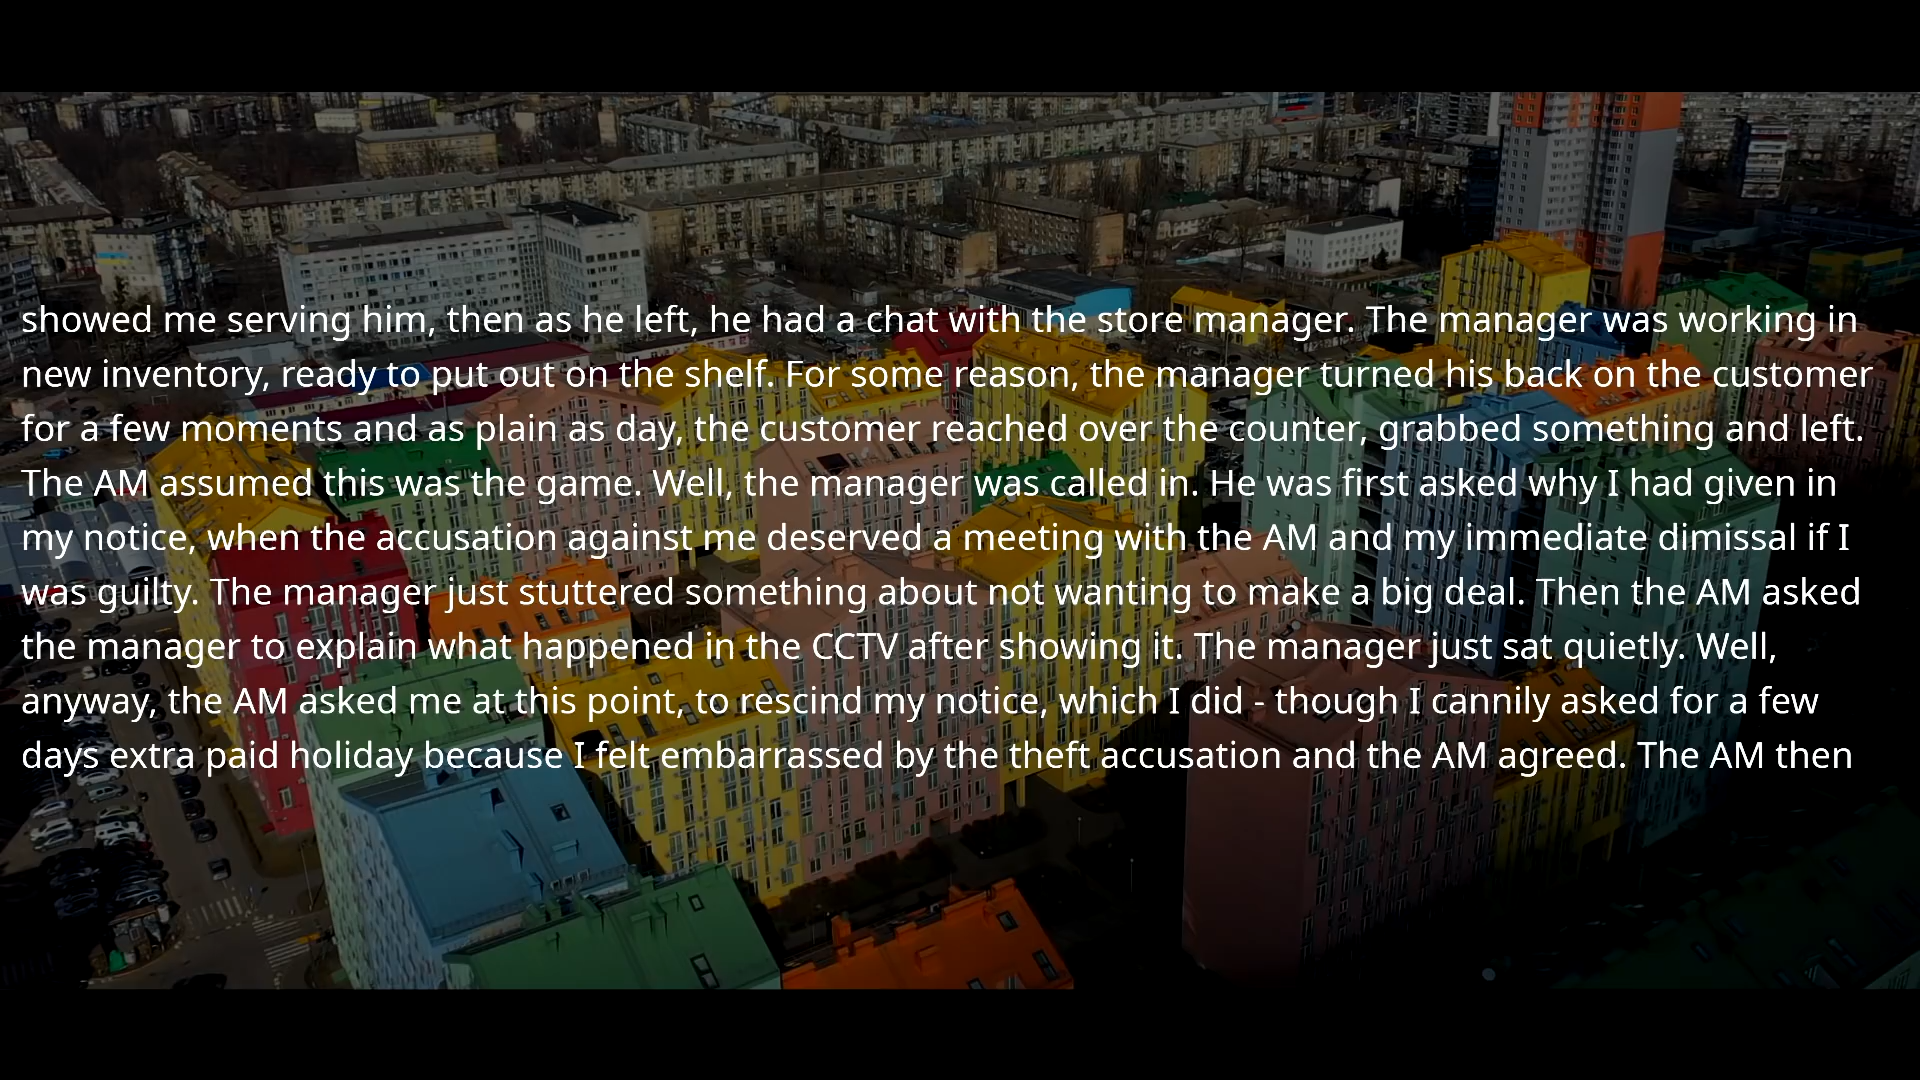 showed me serving him, then as he left, he had a chat with the store manager. The manager was working in
new inventory, ready to put out on the shelf. For some reason, the manager turned his back on the customer
for a few moments and as plain as day, the customer reached over the counter, grabbed something and left.
The AM assumed this was the game. Well, the manager was called in. He was first asked why I had given in
my notice, when the accusation against me deserved a meeting with the AM and my immediate dimissal if I
was guilty. The manager just stuttered something about not wanting to make a big deal. Then the AM asked
the manager to explain what happened in the CCTV after showing it. The manager just sat quietly. Well,
anyway, the AM asked me at this point, to rescind my notice, which I did - though I cannily asked for a few
days extra paid holiday because I felt embarrassed by the theft accusation and the AM agreed. The AM then